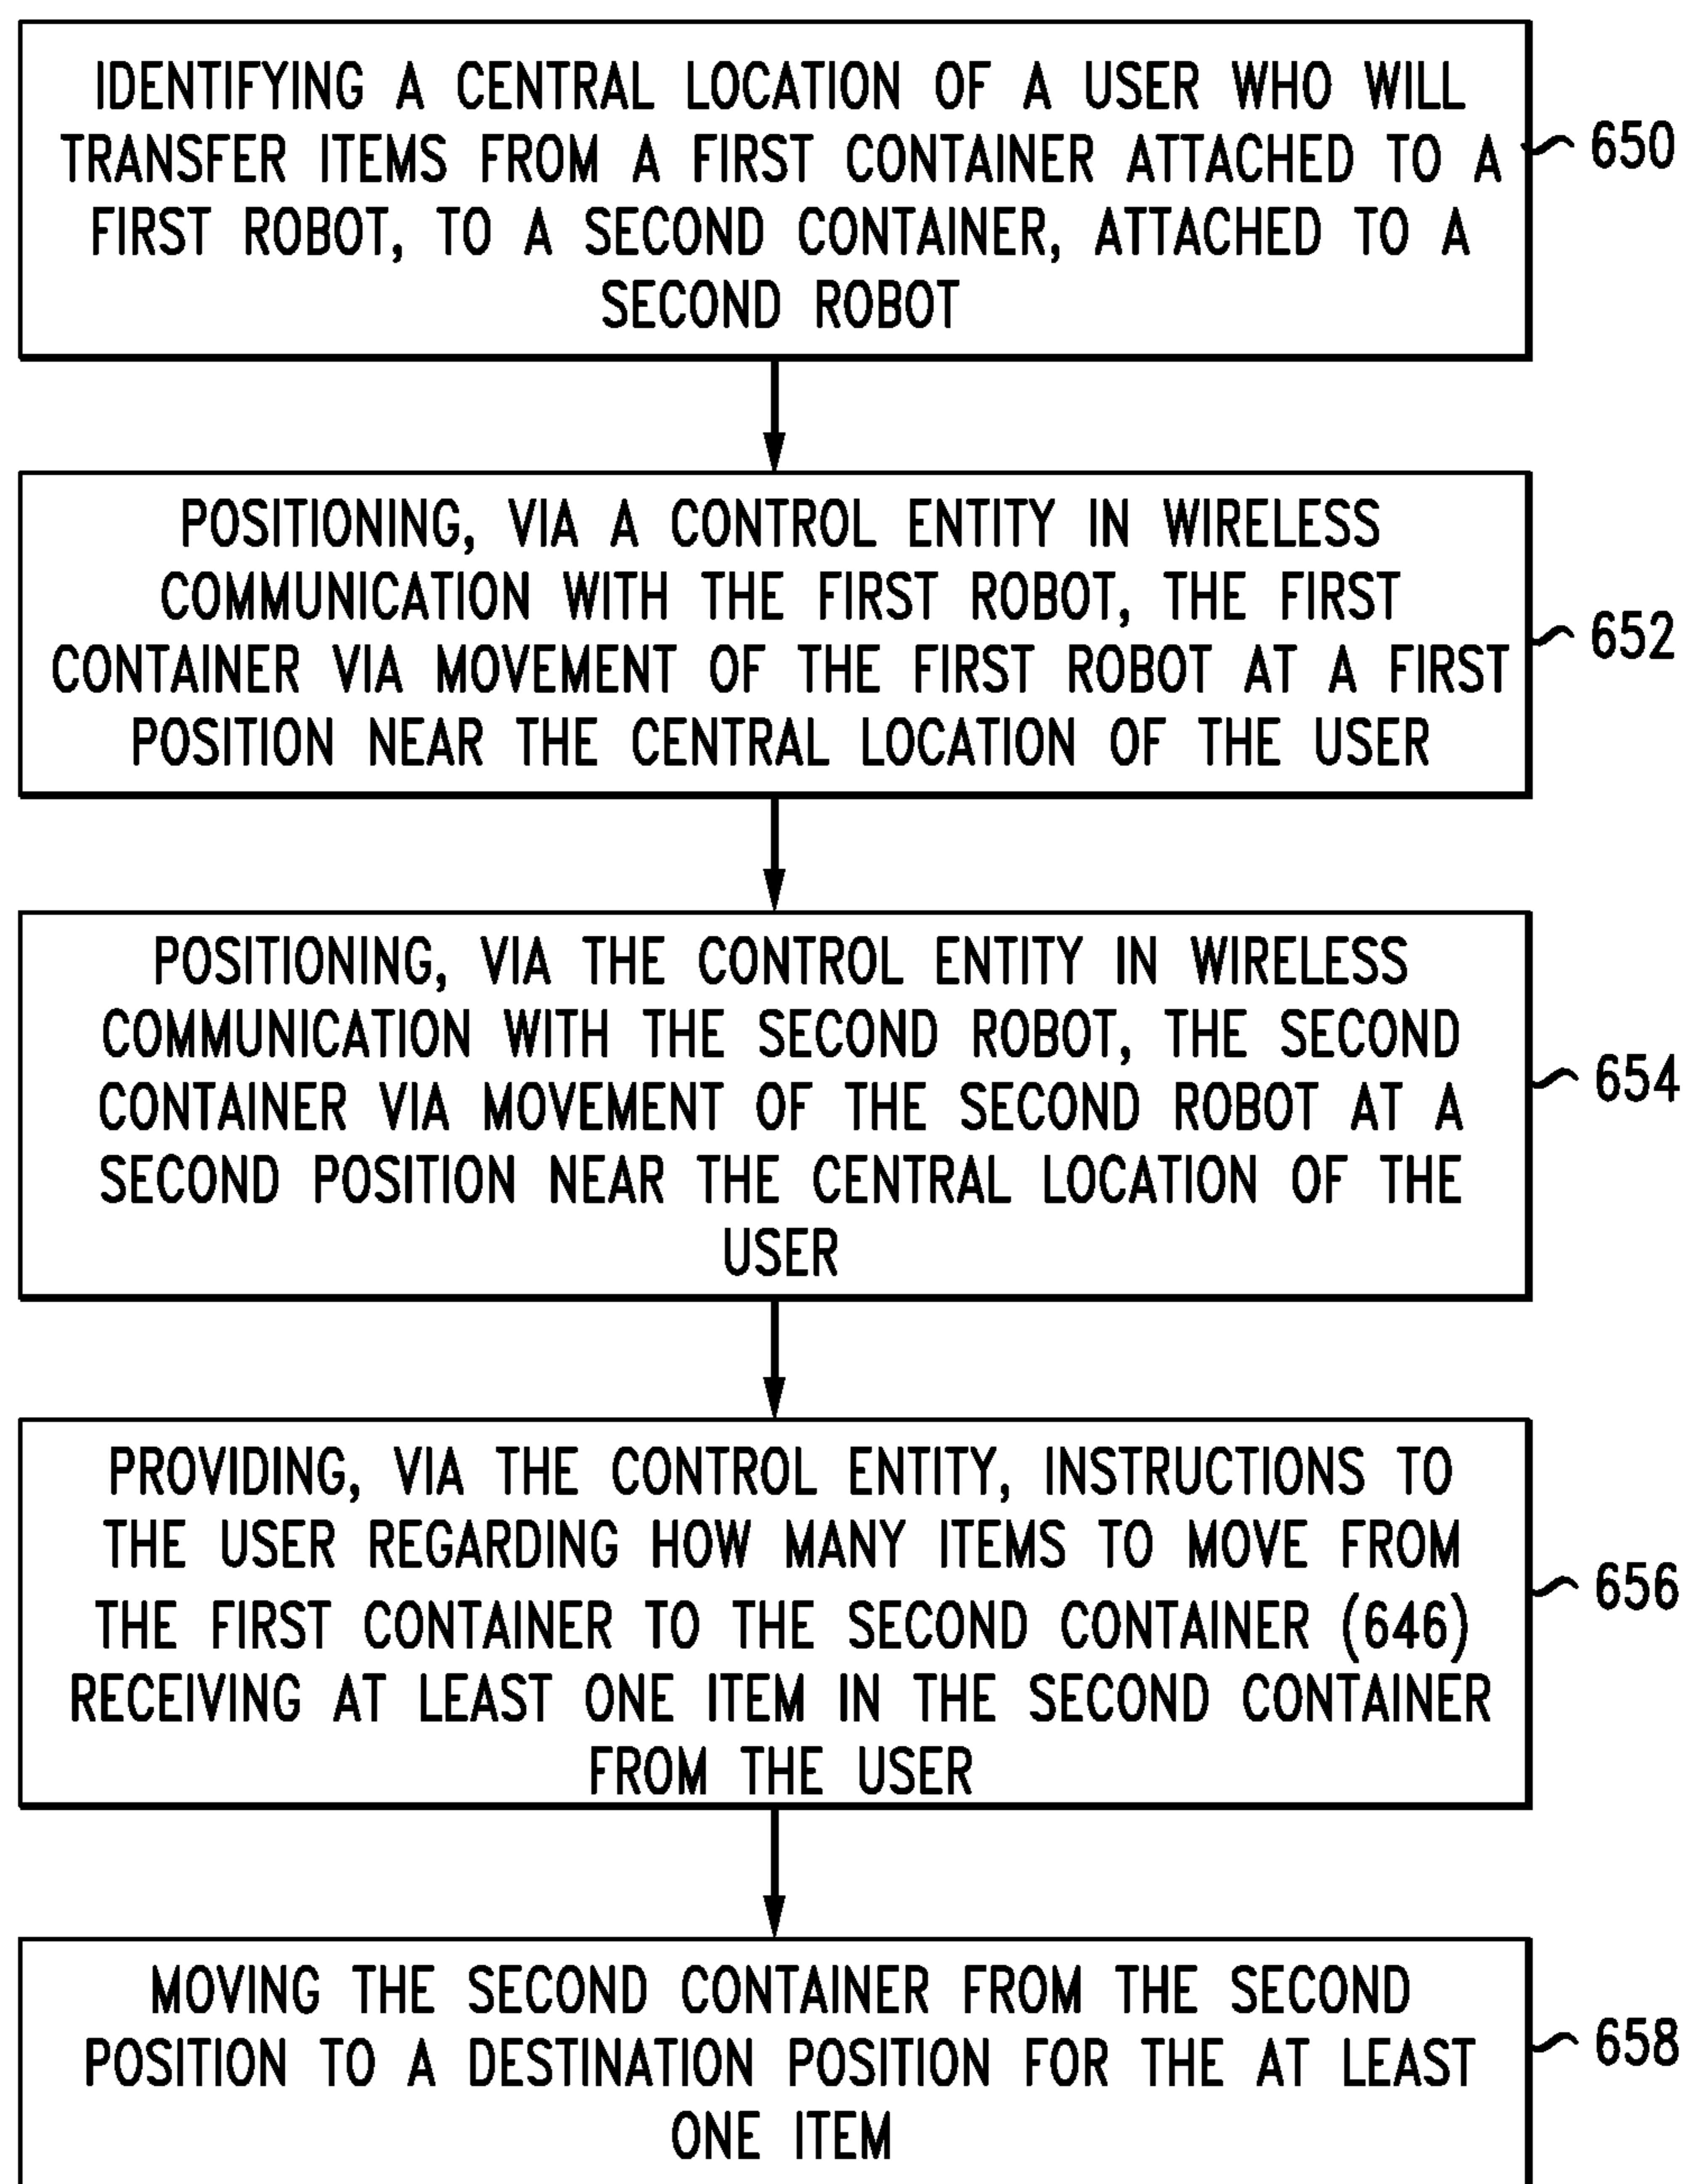 IDENTIFYING A CENTRAL LOCATION OF A USER WHO WILL
TRANSFER ITEMS FROM A FIRST CONTAINER ATTACHED TO A
FIRST ROBOT, TO A SECOND CONTAINER, ATTACHED TO A
SECOND ROBOT
650
POSITIONING, VIA A CONTROL ENTITY IN WIRELESS
COMMUNICATION WITH THE FIRST ROBOT, THE FIRST
CONTAINER VIA MOVEMENT OF THE FIRST ROBOT AT A FIRST
POSITION NEAR THE CENTRAL LOCATION OF THE USER
652
POSITIONING, VIA THE CONTROL ENTITY IN WIRELESS
COMMUNICATION WITH THE SECOND ROBOT, THE SECOND
CONTAINER VIA MOVEMENT OF THE SECOND ROBOT AT A
SECOND POSITION NEAR THE CENTRAL LOCATION OF THE
USER
654
PROVIDING, VIA THE CONTROL ENTITY, INSTRUCTIONS TO
THE USER REGARDING HOW MANY ITEMS TO MOVE FROM
THE FIRST CONTAINER TO THE SECOND CONTAINER (646)
RECEIVING AT LEAST ONE ITEM IN THE SECOND CONTAINER
FROM THE USER
656
MOVING THE SECOND CONTAINER FROM THE SECOND
POSITION TO A DESTINATION POSITION FOR THE AT LEAST
ONE ITEM
658